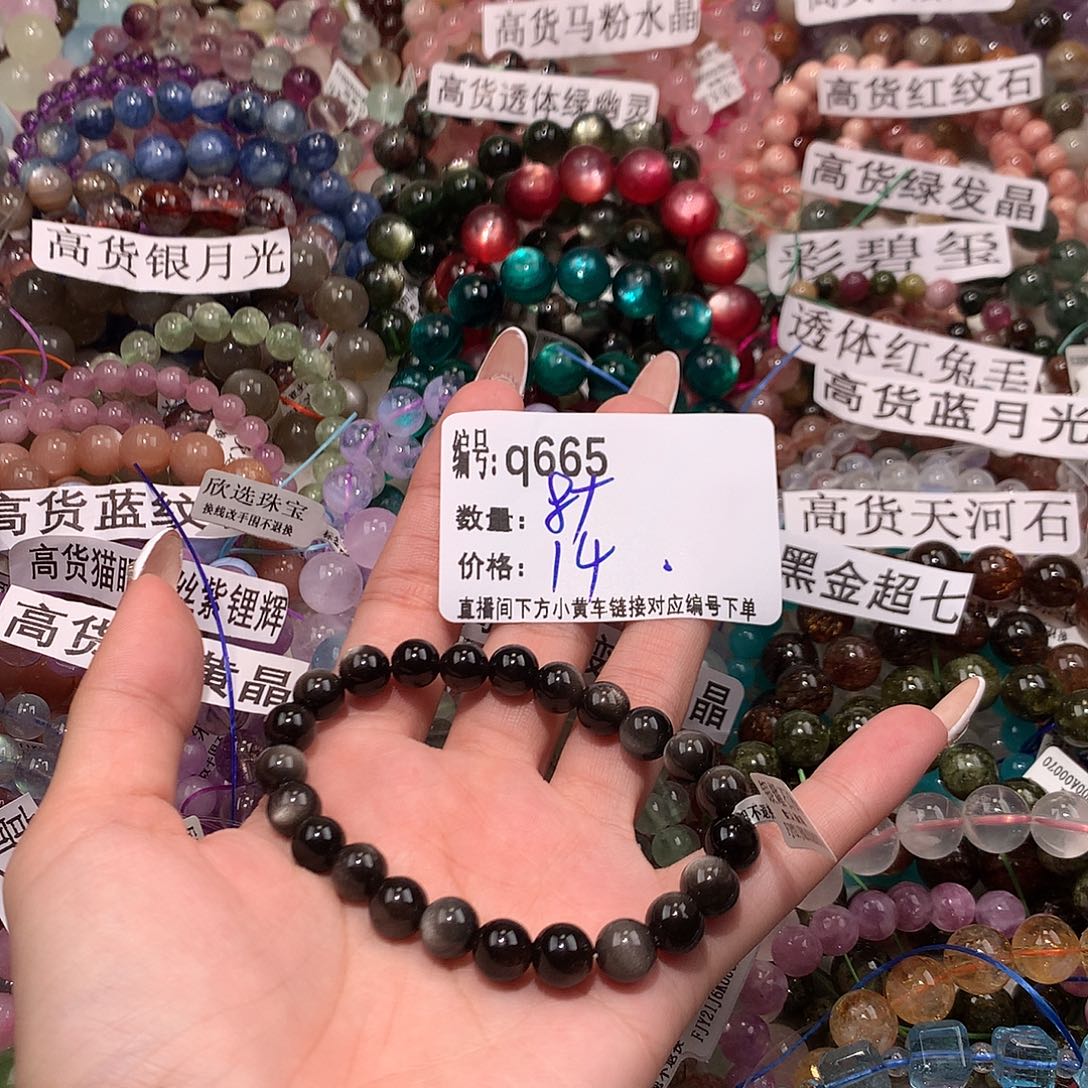 高货马粉水晶
高货透体绿幽灵
高货红纹石
高货绿发晶
彩碧玺
高货银月光
透体红兔毛
高货蓝月光
编号: q665
数量: 8T
价格: 14.
直播间下方小黄车链接对应编号下单
高货蓝纹
欣选珠宝
换线改手围不退换
高货天河石
高货猫眼
丝紫锂辉
黑金超七
高货
黄晶
晶